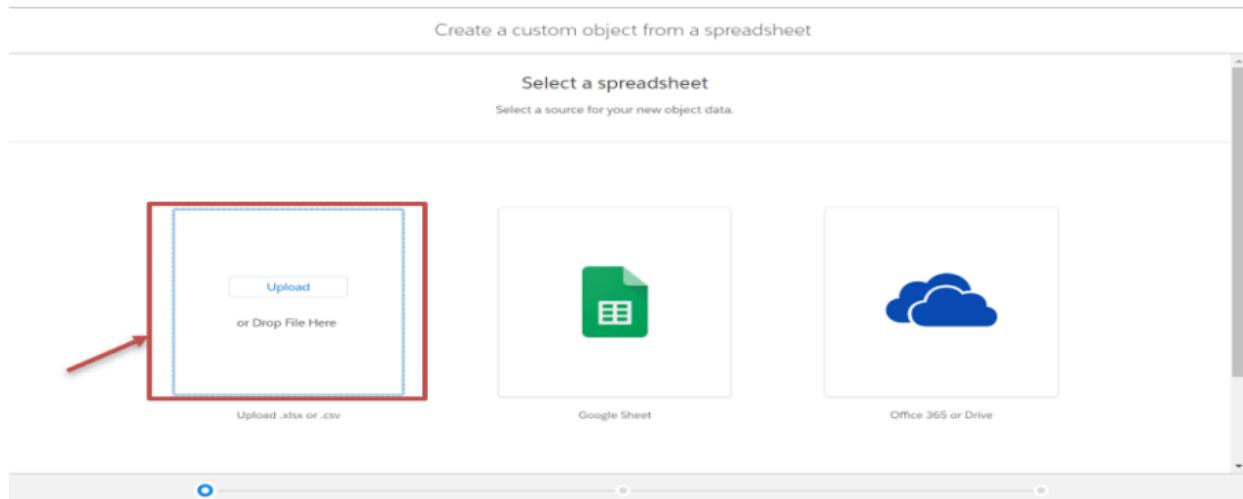 Create a custom object from a spreadsheet
Select a spreadsheet
Select a source for your new object data.
Upload
or Drop File Here
Upload .xlsx or .csv
Google Sheet
Office 365 or Drive